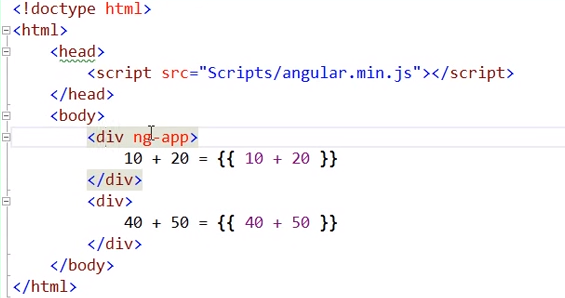 <!doctype html>
<html>
<head>
<script src="Scripts/angular.min.js"></script>
</head>
<body>
<div ng-app>
10 + 20 = {{ 10 + 20 }}
</div>
<div>
40 + 50 = {{ 40 + 50 }}
</div>
</body>
</html>